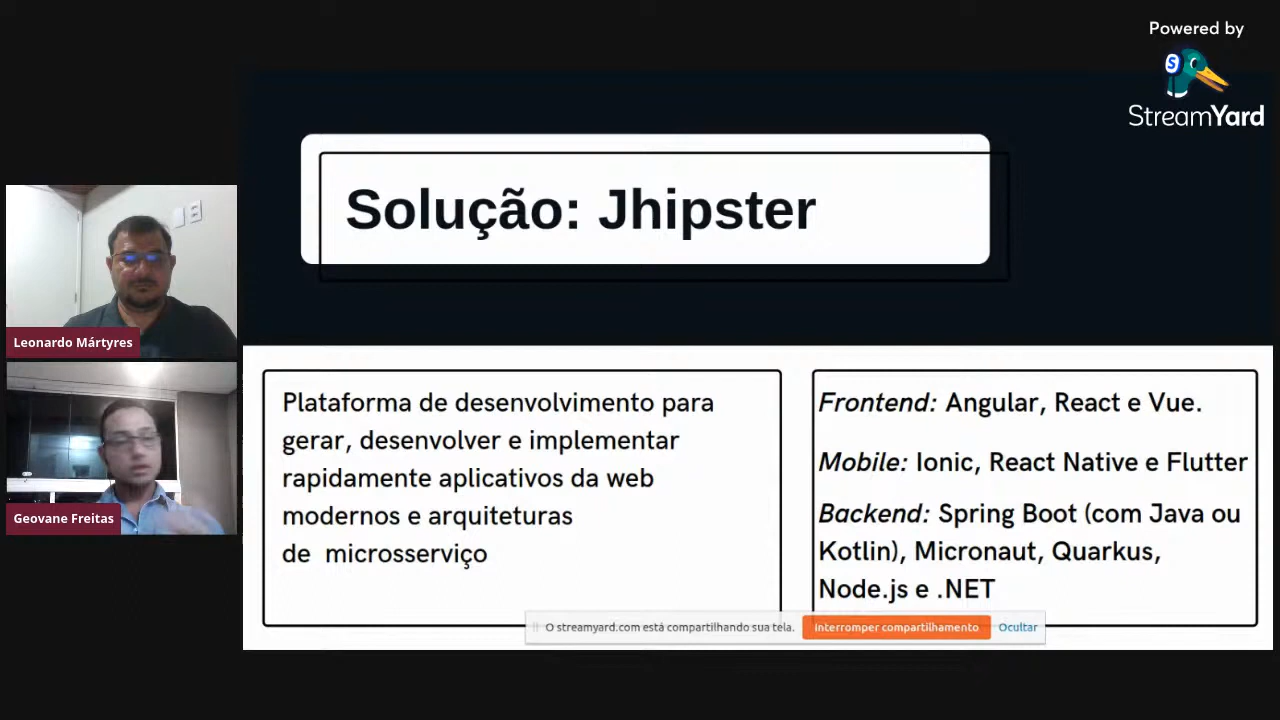 Powered by
StreamYard
Solução: Jhipster
Leonardo Mártyres
Geovane Freitas
Plataforma de desenvolvimento para
gerar, desenvolver e implementar
rapidamente aplicativos da web
modernos e arquiteturas
de microsserviço
Frontend: Angular, React e Vue.
Mobile: Ionic, React Native e Flutter
Backend: Spring Boot (com Java ou
Kotlin), Micronaut, Quarkus,
Node.js e .NET
O streamyard.com está compartilhando sua tela. Interromper compartilhamento Ocultar